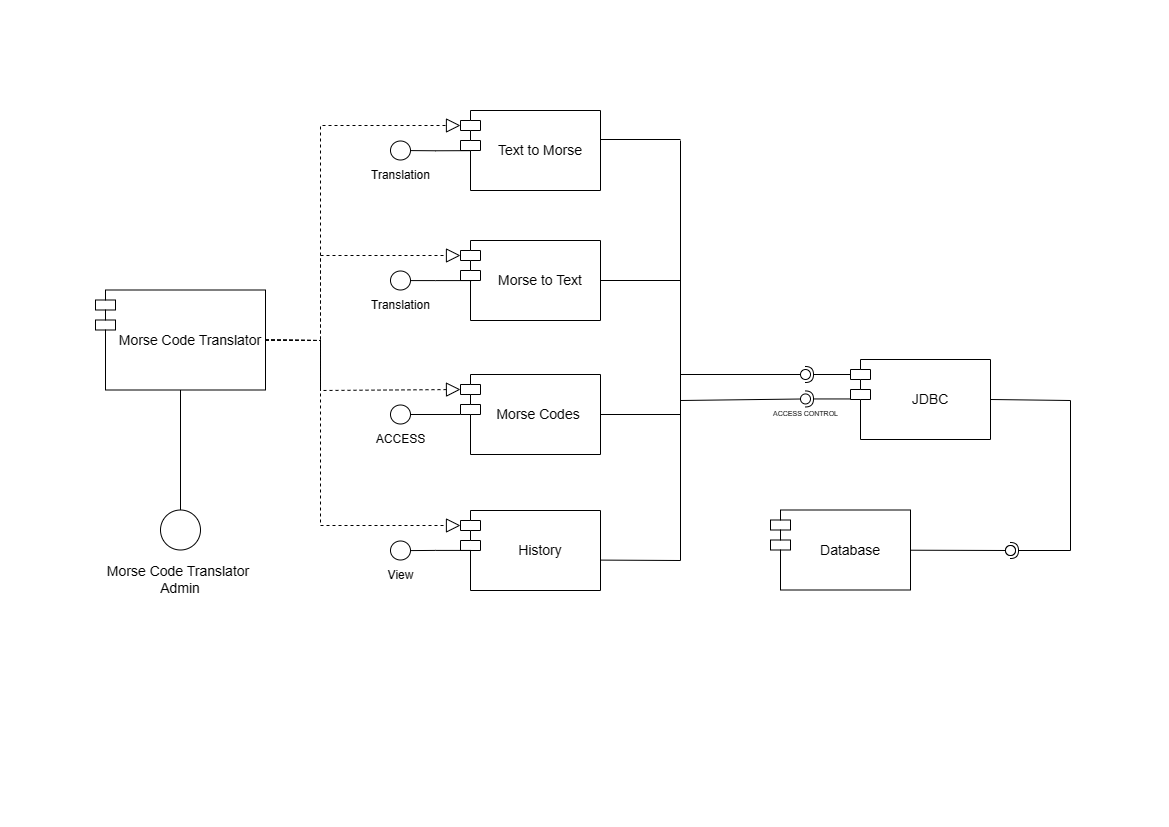 Text to Morse
Translation
Morse to Text
Translation
Morse Code Translator
Morse Codes
ACCESS
JDBC
ACCESS CONTROL
History
View
Database
Morse Code Translator
Admin